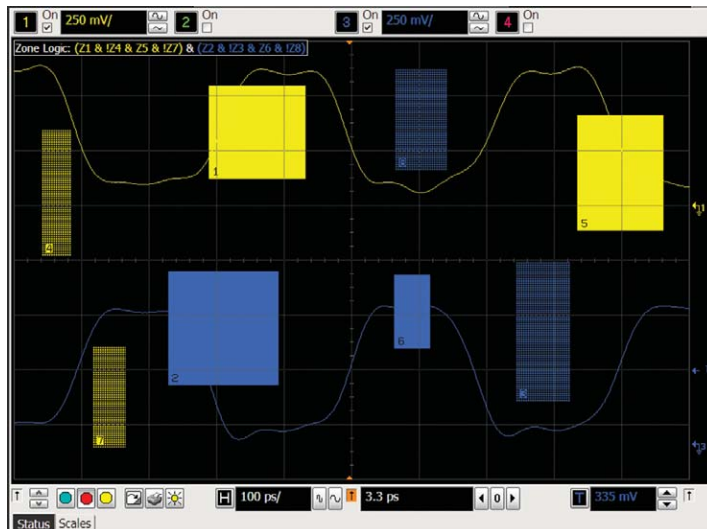 1 On 250 mV/ 2 On 3 On 250 mV/ 4 On
Zone Logic: (Z1 & !Z4 & Z5 & !Z7) & (Z2 & !Z3 & Z6 & !Z8)
1
5
4
1
2
6
7
3
H 100 ps/ T 3.3 ps 0 T 335 mV T
Status Scales